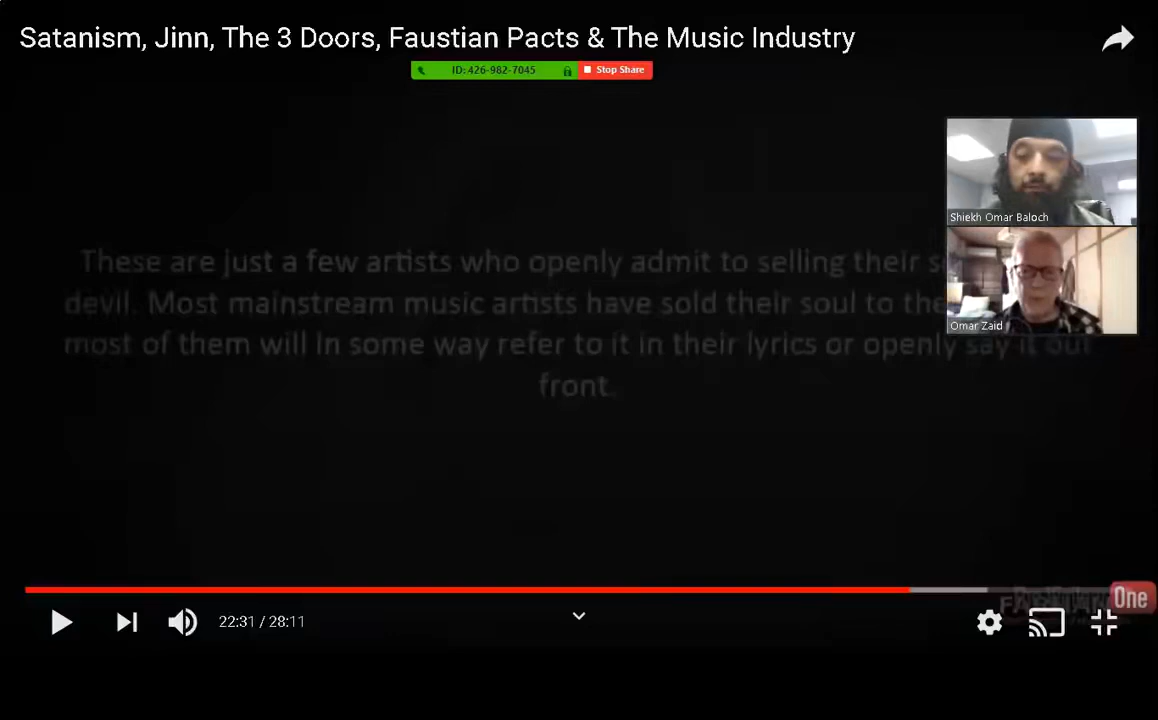 Satanism, Jinn, The 3 Doors, Faustian Pacts & The Music Industry
ID: 426-982-7045
Stop Share
Shiekh Omar Baloch
These are just a few artists who openly admit to selling their
devil. Most mainstream music artists have sold their soul to the
Omar Zaid
most of them will In some way refer to it in their lyrics or openly say it out
front.
One
22:31 / 28:11